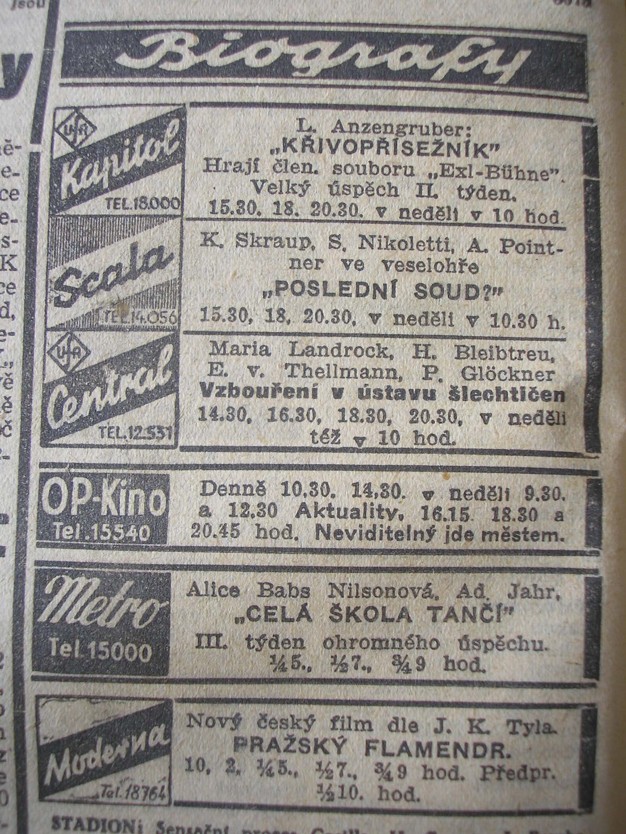 Biografy
UFA
Kapitol
TEL.18.000
L. Anzengruber:
„KŘIVOPŘÍSEŽNÍK”
Hrají člen. souboru „Exl-Bühne”.
Velký úspěch II. týden.
15.30, 18. 20.30. v neděli v 10 hod.
Scala
TEL.14.056
K. Skraup, S. Nikoletti, A. Point-
ner ve veselohře
„POSLEDNÍ SOUD?”
15.30, 18, 20.30. v neděli v 10.30 h.
UFA
Central
TEL.12.531
Maria Landrock, H. Bleibtreu,
E. v. Thellmann, P. Glöckner
Vzbouření v ústavu šlechtičen
14.30, 16.30, 18.30, 20.30, v neděli
též v 10 hod.
OP-Kino
Tel.15540
Denně 10.30. 14.30. v neděli 9.30.
a 12.30 Aktuality, 16.15. 18.30 a
20.45 hod. Neviditelný jde městem.
Metro
Tel.15000
Alice Babs Nilsonová, Ad. Jahr,
„CELÁ ŠKOLA TANČÍ”
III. týden ohromného úspěchu.
¼5., ½7., ¾9 hod.
Moderna
Tel.18764
Nový český film dle J. K. Tyla.
PRAŽSKÝ FLAMENDR.
10, 2, ¼5., ½7., ¾9 hod. Předpr.
½10. hod.
STADION: